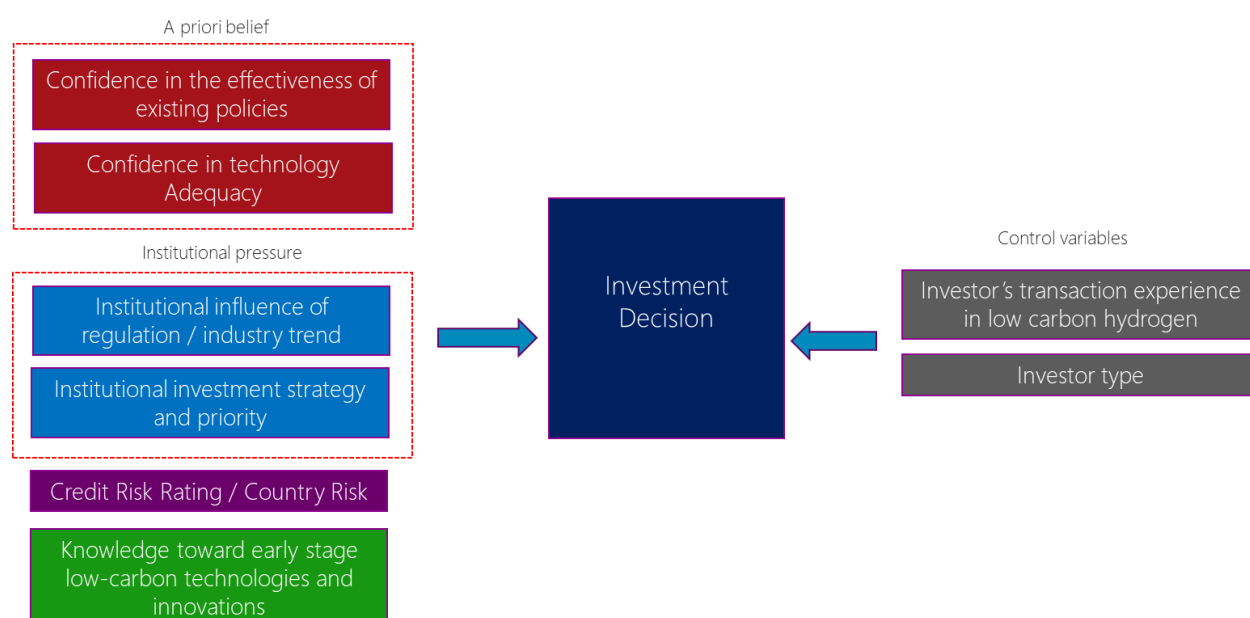 A priori belief
Confidence in the effectiveness of
existing policies
Confidence in technology
Adequacy
Institutional pressure
Institutional influence of
regulation / industry trend
Institutional investment strategy
and priority
Credit Risk Rating / Country Risk
Knowledge toward early stage
low-carbon technologies and
innovations
Investment
Decision
Control variables
Investor’s transaction experience
in low carbon hydrogen
Investor type